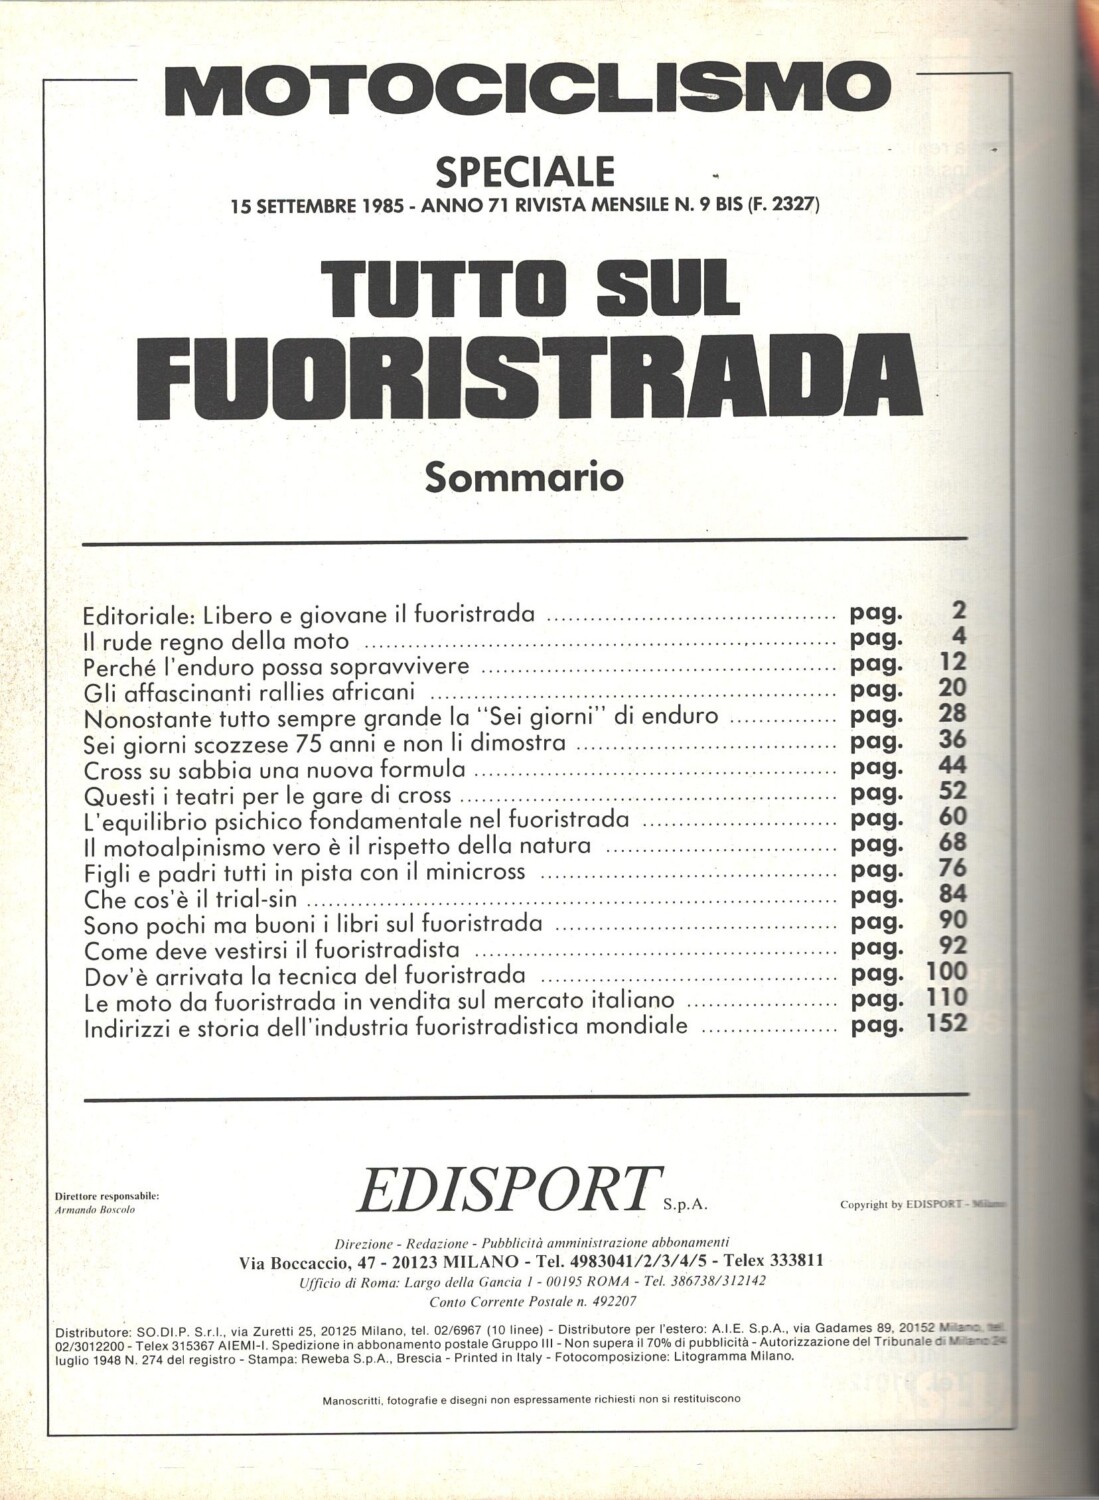 MOTOCICLISMO
SPECIALE
15 SETTEMBRE 1985 - ANNO 71 RIVISTA MENSILE N. 9 BIS (F. 2327)
TUTTO SUL
FUORISTRADA
Sommario
Editoriale: Libero e giovane il fuoristrada ........................................ pag. 2
Il rude regno della moto ........................................ pag. 4
Perché l'enduro possa sopravvivere ........................................ pag. 12
Gli affascinanti rallies africani ........................................ pag. 20
Nonostante tutto sempre grande la "Sei giorni" di enduro ............... pag. 28
Sei giorni scozzese 75 anni e non li dimostra ........................................ pag. 36
Cross su sabbia una nuova formula ........................................ pag. 44
Questi i teatri per le gare di cross ........................................ pag. 52
L'equilibrio psichico fondamentale nel fuoristrada ........................... pag. 60
Il motoalpinismo vero è il rispetto della natura ................................ pag. 68
Figli e padri tutti in pista con il minicross ........................................ pag. 76
Che cos'è il trial-sin ........................................ pag. 84
Sono pochi ma buoni i libri sul fuoristrada ........................................ pag. 90
Come deve vestirsi il fuoristradista ........................................ pag. 92
Dov'è arrivata la tecnica del fuoristrada ........................................ pag. 100
Le moto da fuoristrada in vendita sul mercato italiano ..................... pag. 110
Indirizzi e storia dell'industria fuoristradistica mondiale ................... pag. 152
Direttore responsabile:
Armando Boscolo
EDISPORT S.p.A.
Copyright by EDISPORT - Milano
Direzione - Redazione - Pubblicità amministrazione abbonamenti
Via Boccaccio, 47 - 20123 MILANO - Tel. 4983041/2/3/4/5 - Telex 333811
Ufficio di Roma: Largo della Gancia 1 - 00195 ROMA - Tel. 386738/312142
Conto Corrente Postale n. 492207
Distributore: SO.DI.P. S.r.l., via Zuretti 25, 20125 Milano, tel. 02/6967 (10 linee) - Distributore per l'estero: A.I.E. S.p.A., via Gadames 89, 20152 Milano, tel.
02/3012200 - Telex 315367 AIEMI-I. Spedizione in abbonamento postale Gruppo III - Non supera il 70% di pubblicità - Autorizzazione del Tribunale di Milano 24
luglio 1948 N. 274 del registro - Stampa: Reweba S.p.A., Brescia - Printed in Italy - Fotocomposizione: Litogramma Milano.
Manoscritti, fotografie e disegni non espressamente richiesti non si restituiscono